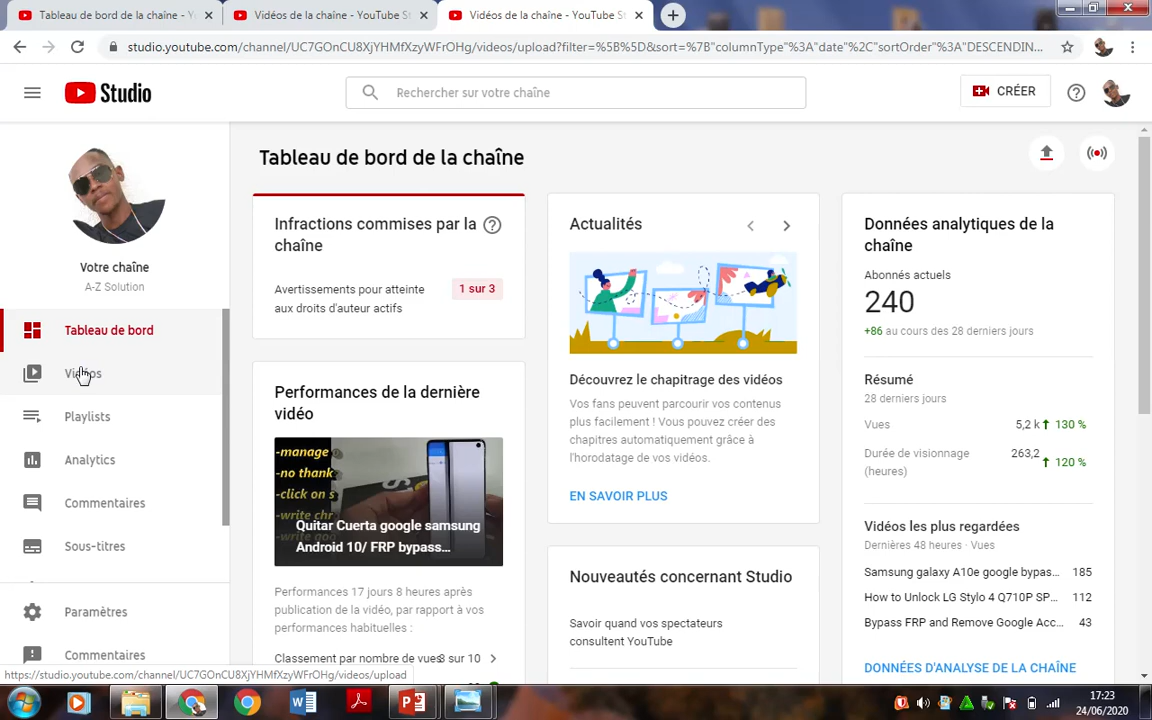 Tableau de bord de la chaîne - Y
Vidéos de la chaîne - YouTube St
Vidéos de la chaîne - YouTube St
studio.youtube.com/channel/UC7GOnCU8XjYHMfXzyWFrOHg/videos/upload?filter=%5B%5D&sort=%7B"columnType"%3A"date"%2C"sortOrder"%3A"DESCENDIN...
Studio
Rechercher sur votre chaîne
CRÉER
Votre chaîne
A-Z Solution
Tableau de bord
Vidéos
Playlists
Analytics
Commentaires
Sous-titres
Paramètres
Commentaires
Tableau de bord de la chaîne
Infractions commises par la
chaîne
Avertissements pour atteinte
aux droits d'auteur actifs
1 sur 3
Performances de la dernière
vidéo
-manage
-no thank
-click on s
-write chr
Quitar Cuerta google samsung
Android 10/ FRP bypass...
Performances 17 jours 8 heures après
publication de la vidéo, par rapport à vos
performances habituelles :
Classement par nombre de vues
8 sur 10
Actualités
Découvrez le chapitrage des vidéos
Vos fans peuvent parcourir vos contenus
plus facilement ! Vous pouvez créer des
chapitres automatiquement grâce à
l'horodatage de vos vidéos.
EN SAVOIR PLUS
Nouveautés concernant Studio
Savoir quand vos spectateurs
consultent YouTube
Données analytiques de la
chaîne
Abonnés actuels
240
+86 au cours des 28 derniers jours
Résumé
28 derniers jours
Vues 5,2 k 130 %
Durée de visionnage
(heures) 263,2 120 %
Vidéos les plus regardées
Dernières 48 heures · Vues
Samsung galaxy A10e google bypas... 185
How to Unlock LG Stylo 4 Q710P SP... 112
Bypass FRP and Remove Google Acc... 43
DONNÉES D'ANALYSE DE LA CHAÎNE
https://studio.youtube.com/channel/UC7GOnCU8XjYHMfXzyWFrOHg/videos/upload
17:23
24/06/2020